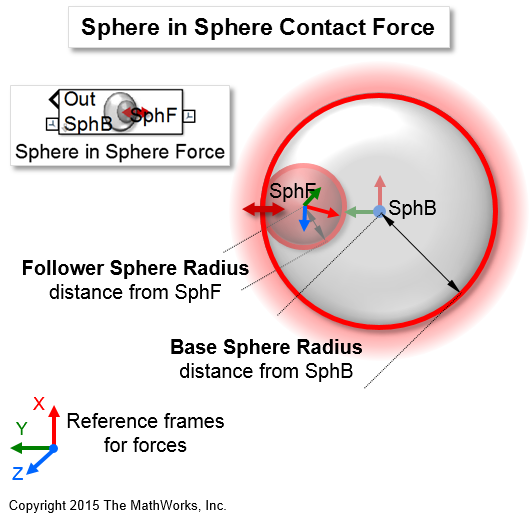 Sphere in Sphere Contact Force
Out
SphB
SphF
Sphere in Sphere Force
SphF
SphB
Follower Sphere Radius
distance from SphF
Base Sphere Radius
distance from SphB
X
Y
Z
Reference frames
for forces
Copyright 2015 The MathWorks, Inc.